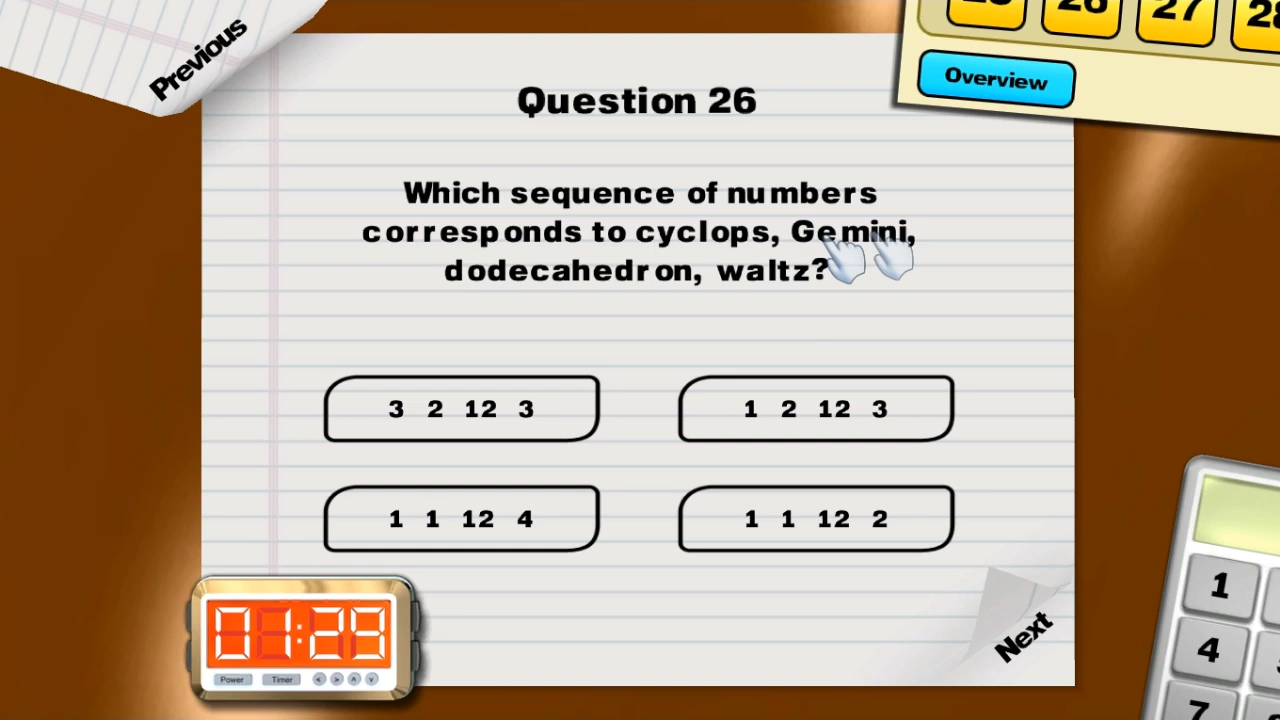 Previous
26
27
28
Overview
Question 26
Which sequence of numbers
corresponds to cyclops, Gemini,
dodecahedron, waltz?
3 2 12 3
1 2 12 3
1 1 12 4
1 1 12 2
01:29
Power
Timer
Next
1
4
7